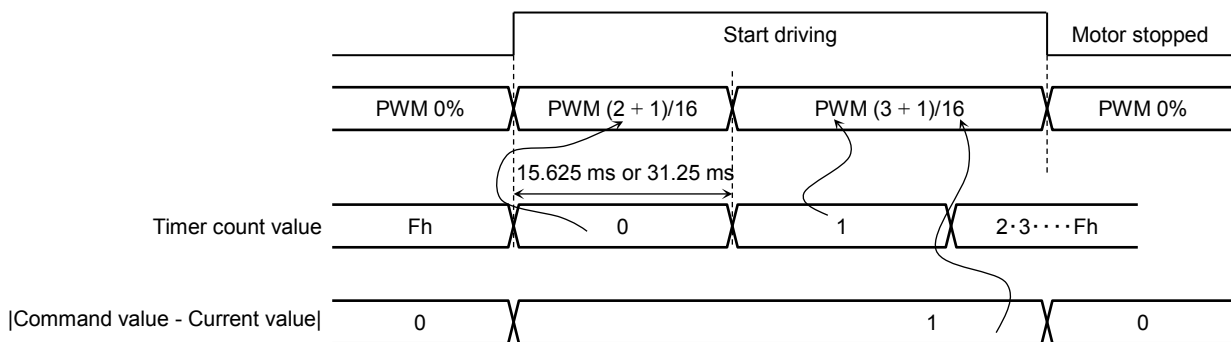 Start driving Motor stopped
PWM 0% PWM (2 + 1)/16 PWM (3 + 1)/16 PWM 0%
15.625 ms or 31.25 ms
Timer count value Fh 0 1 2･3････Fh
|Command value - Current value| 0 1 0